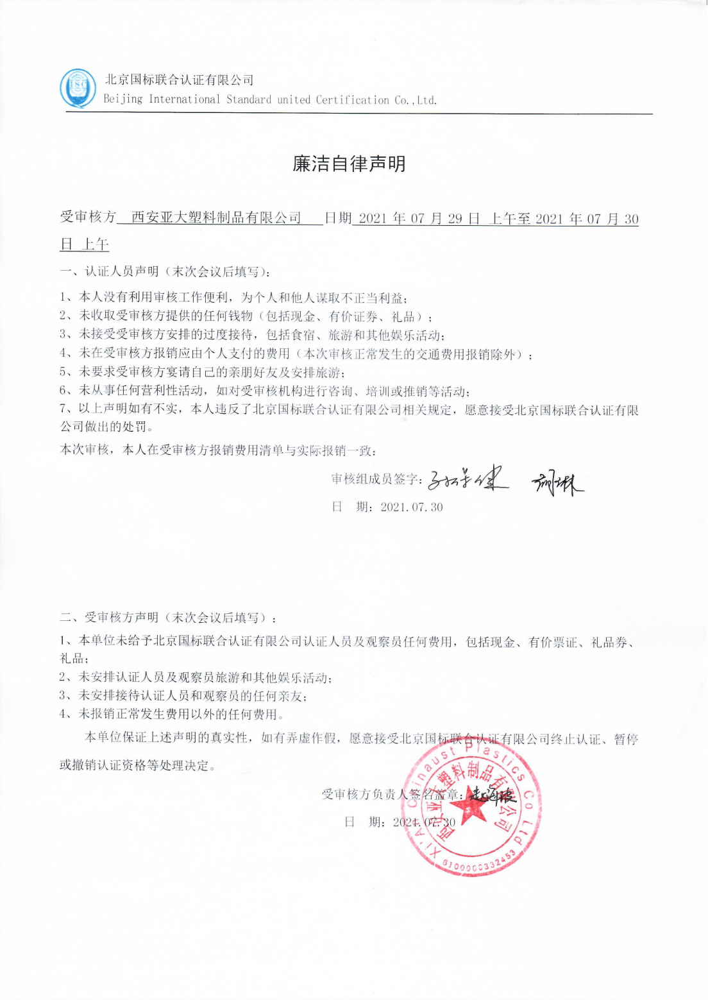 ISC
北京国标联合认证有限公司
Beijing International Standard united Certification Co.,Ltd.
廉洁自律声明
受审核方 西安亚大塑料制品有限公司 日期 2021 年 07 月 29 日 上午至 2021 年 07 月 30
日 上午
一、认证人员声明（末次会议后填写）：
1、本人没有利用审核工作便利，为个人和他人谋取不正当利益；
2、未收取受审核方提供的任何钱物（包括现金、有价证券、礼品）；
3、未接受受审核方安排的过度接待，包括食宿、旅游和其他娱乐活动；
4、未在受审核方报销应由个人支付的费用（本次审核正常发生的交通费用报销除外）；
5、未要求受审核方宴请自己的亲朋好友及安排旅游；
6、未从事任何营利性活动，如对受审核机构进行咨询、培训或推销等活动；
7、以上声明如有不实，本人违反了北京国标联合认证有限公司相关规定，愿意接受北京国标联合认证有限
公司做出的处罚。
本次审核，本人在受审核方报销费用清单与实际报销一致：
审核组成员签字：
日 期：2021.07.30
二、受审核方声明（末次会议后填写）：
1、本单位未给予北京国标联合认证有限公司认证人员及观察员任何费用，包括现金、有价票证、礼品券、
礼品；
2、未安排认证人员及观察员旅游和其他娱乐活动；
3、未安排接待认证人员和观察员的任何亲友；
4、未报销正常发生费用以外的任何费用。
本单位保证上述声明的真实性，如有弄虚作假，愿意接受北京国标联合认证有限公司终止认证、暂停
或撤销认证资格等处理决定。
受审核方负责人签名盖章：
日 期：2021.07.30
Xi'An Chinaust Plastics Co Ltd
西安亚大塑料制品有限公司
6100000332453